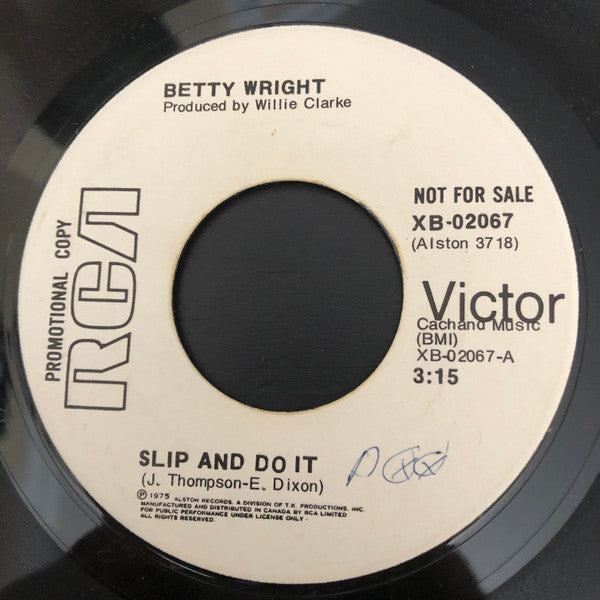 BETTY WRIGHT
Produced by Willie Clarke
PROMOTIONAL COPY
RCA
NOT FOR SALE
XB-02067
(Alston 3718)
Victor
Cachand Music
(BMI)
XB-02067-A
3:15
SLIP AND DO IT
(J. Thompson-E. Dixon)
℗ 1975 ALSTON RECORDS, A DIVISION OF T.K. PRODUCTIONS, INC.
MANUFACTURED AND DISTRIBUTED IN CANADA BY RCA LIMITED
FOR PUBLIC PERFORMANCE UNDER LICENSE ONLY -
ALL RIGHTS RESERVED.